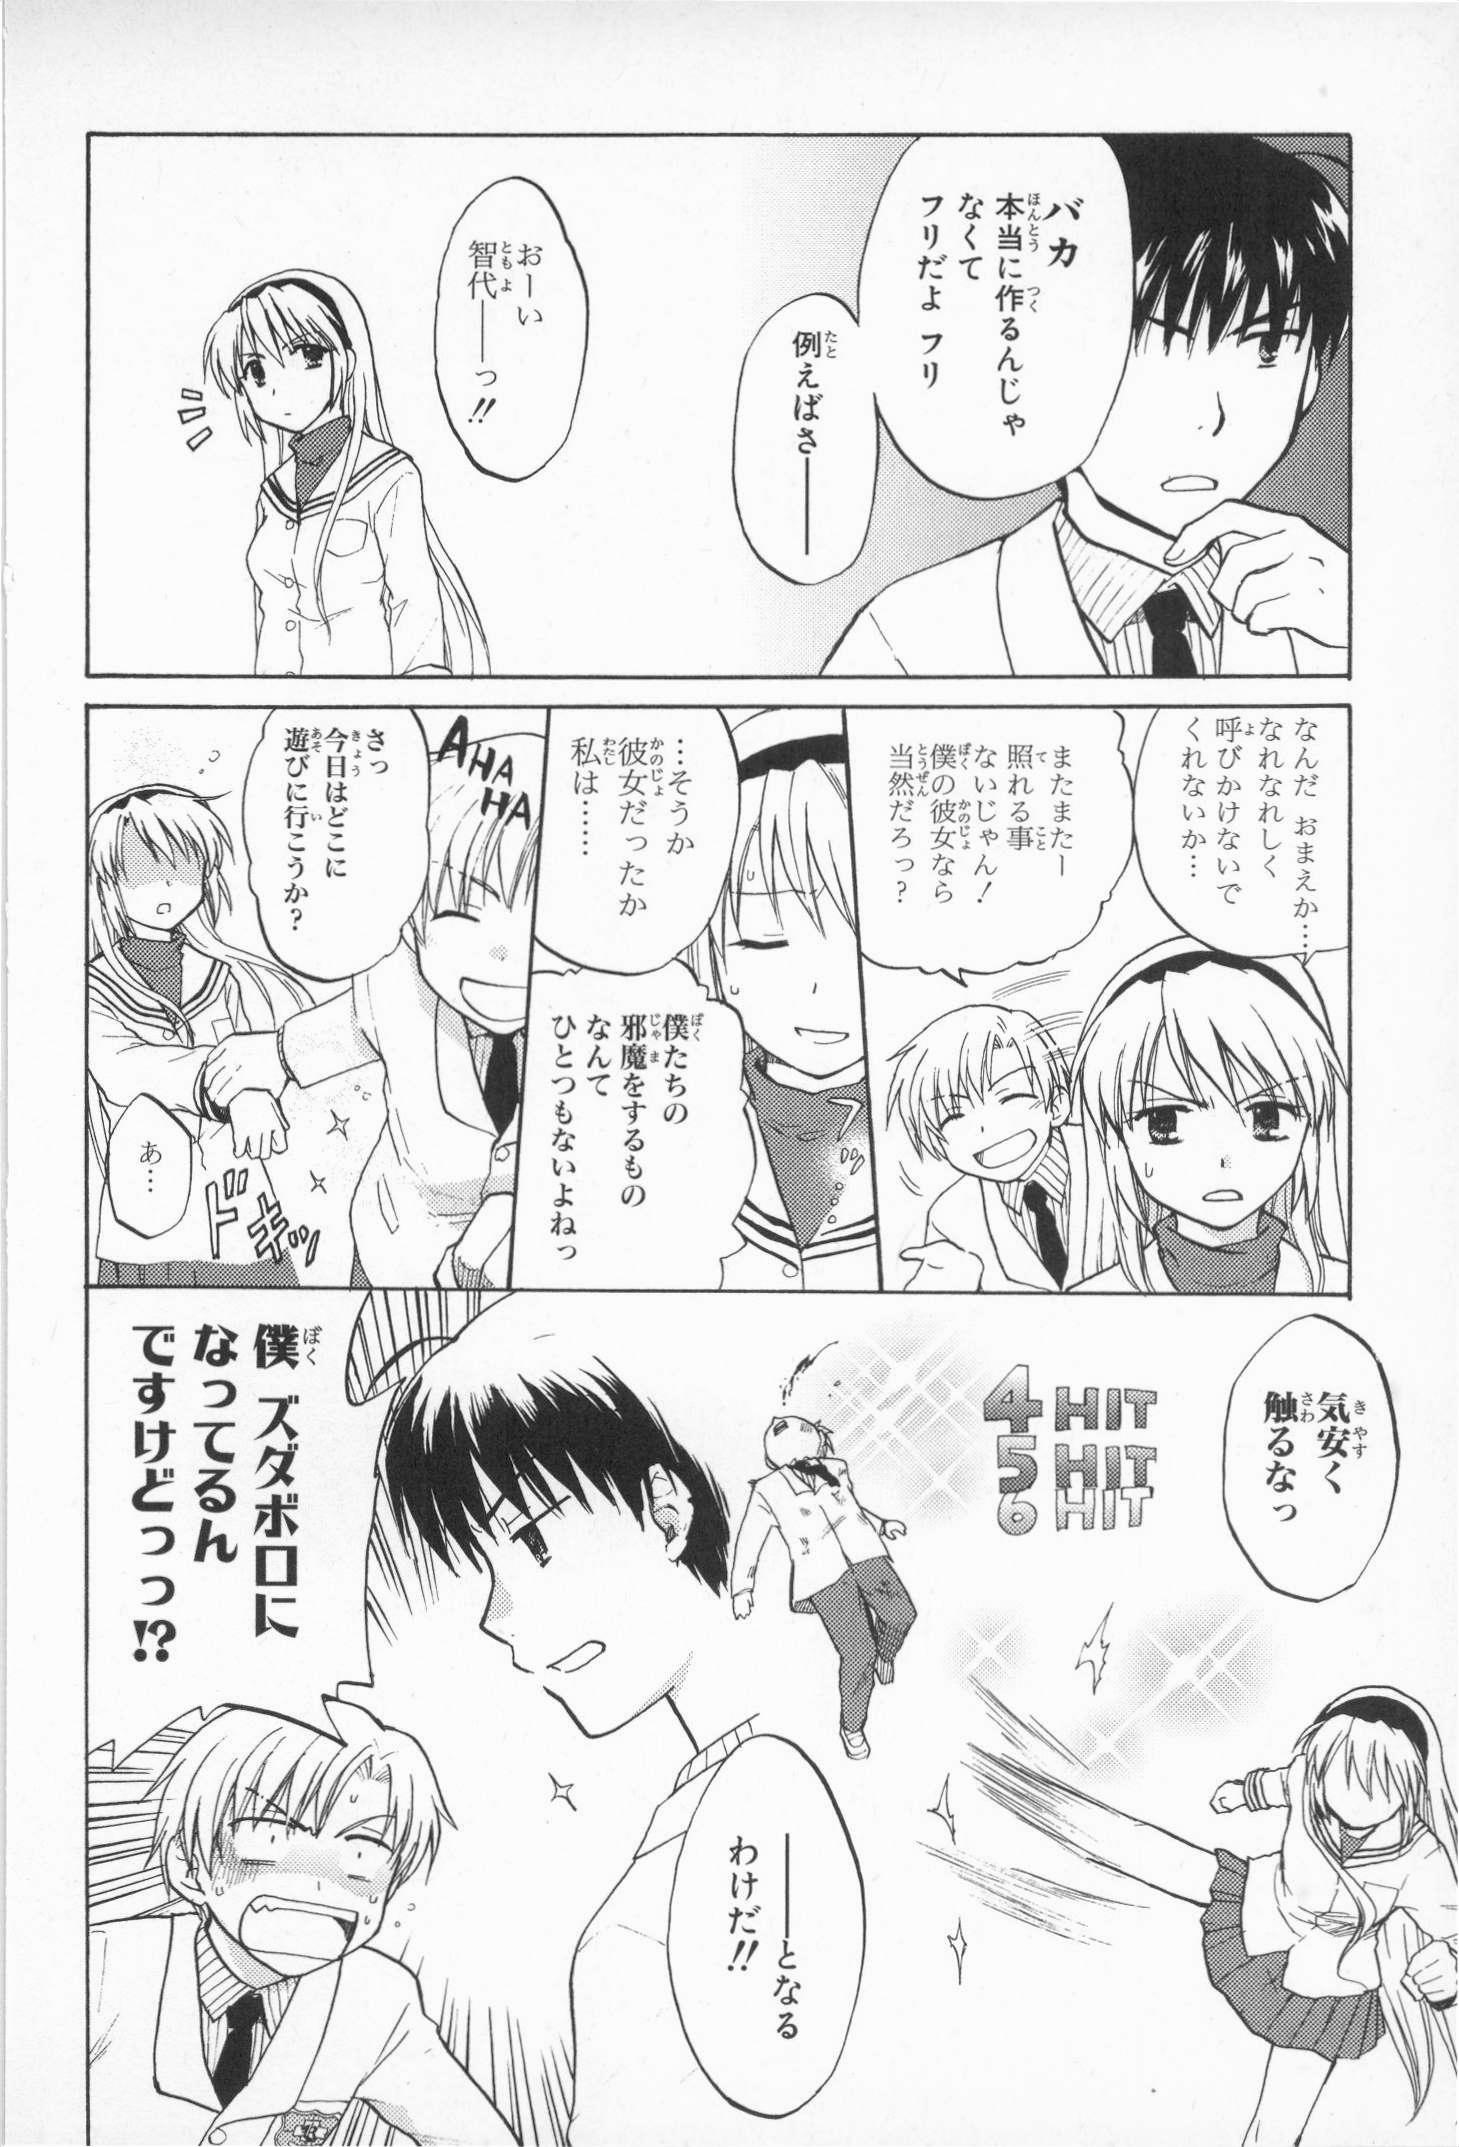 バカ
本当に作るんじゃ
なくて
フリだよ フリ
例えばさ――
おーい
智代――っ!!
なんだ おまえか…
なれなれしく
呼びかけないで
くれないか…
またまたー
照れる事
ないじゃん!
僕の彼女なら
当然だろっ?
…そうか
彼女だったか
私は……
フッ
僕たちの
邪魔をするもの
なんて
ひとつもないよねっ
AHA
HA
さっ
今日はどこに
遊びに行こうか?
あ…
ドキッ
気安く
触るなっ
4 HIT
5 HIT
6 HIT
――となる
わけだ!!
僕 ズダボロに
なってるん
ですけどっっ!?